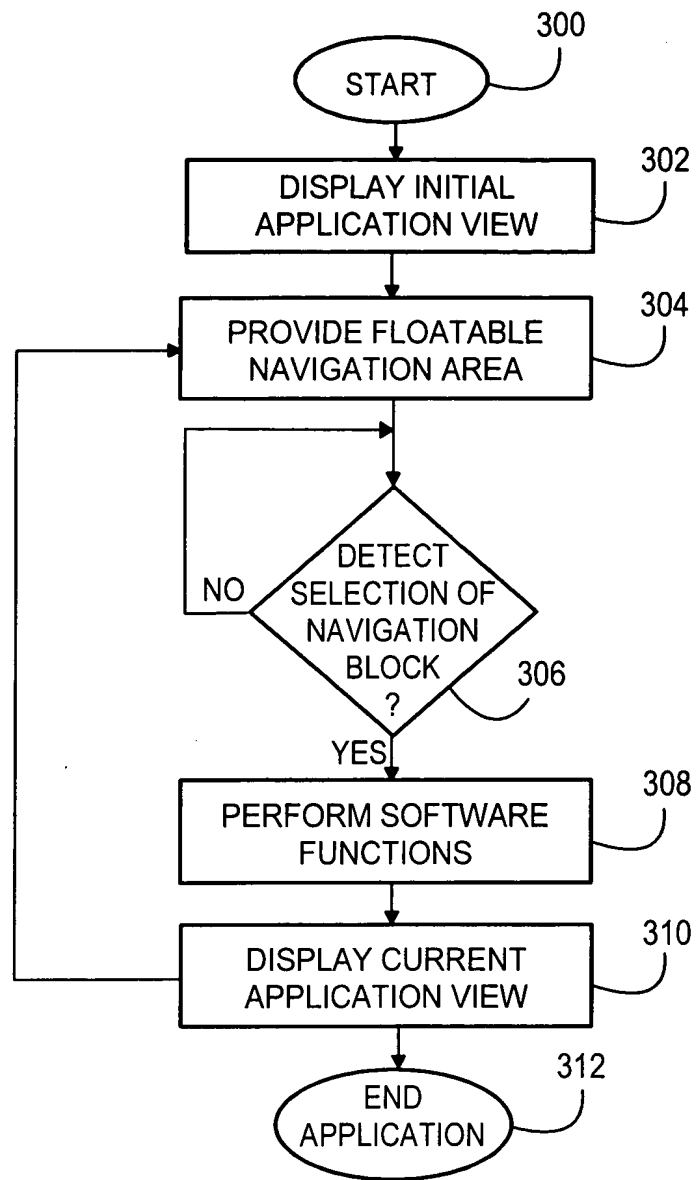 300
START
302
DISPLAY INITIAL
APPLICATION VIEW
304
PROVIDE FLOATABLE
NAVIGATION AREA
DETECT
SELECTION OF
NAVIGATION
BLOCK
?
NO
306
YES
308
PERFORM SOFTWARE
FUNCTIONS
310
DISPLAY CURRENT
APPLICATION VIEW
312
END
APPLICATION